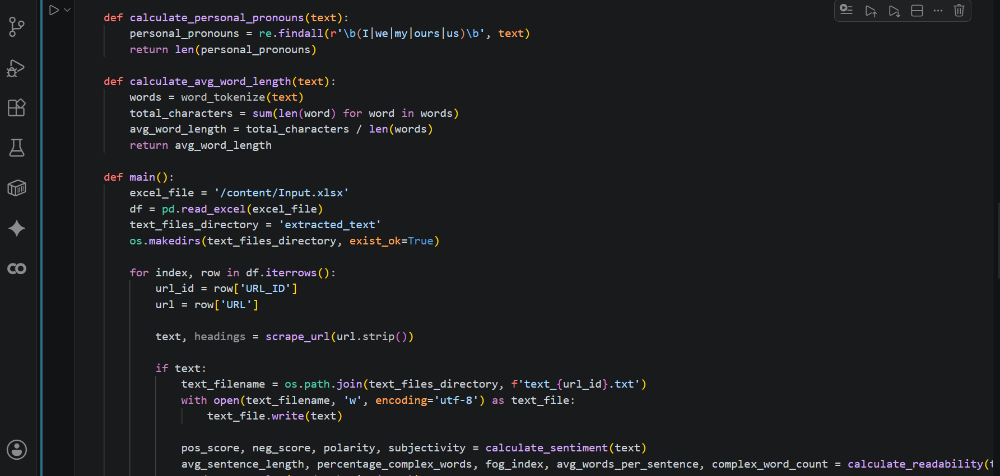 def calculate_personal_pronouns(text):
personal_pronouns = re.findall(r'\b(I|we|my|ours|us)\b', text)
return len(personal_pronouns)
def calculate_avg_word_length(text):
words = word_tokenize(text)
total_characters = sum(len(word) for word in words)
avg_word_length = total_characters / len(words)
return avg_word_length
def main():
excel_file = '/content/Input.xlsx'
df = pd.read_excel(excel_file)
text_files_directory = 'extracted_text'
os.makedirs(text_files_directory, exist_ok=True)
for index, row in df.iterrows():
url_id = row['URL_ID']
url = row['URL']
text, headings = scrape_url(url.strip())
if text:
text_filename = os.path.join(text_files_directory, f'text_{url_id}.txt')
with open(text_filename, 'w', encoding='utf-8') as text_file:
text_file.write(text)
pos_score, neg_score, polarity, subjectivity = calculate_sentiment(text)
avg_sentence_length, percentage_complex_words, fog_index, avg_words_per_sentence, complex_word_count = calculate_readability(